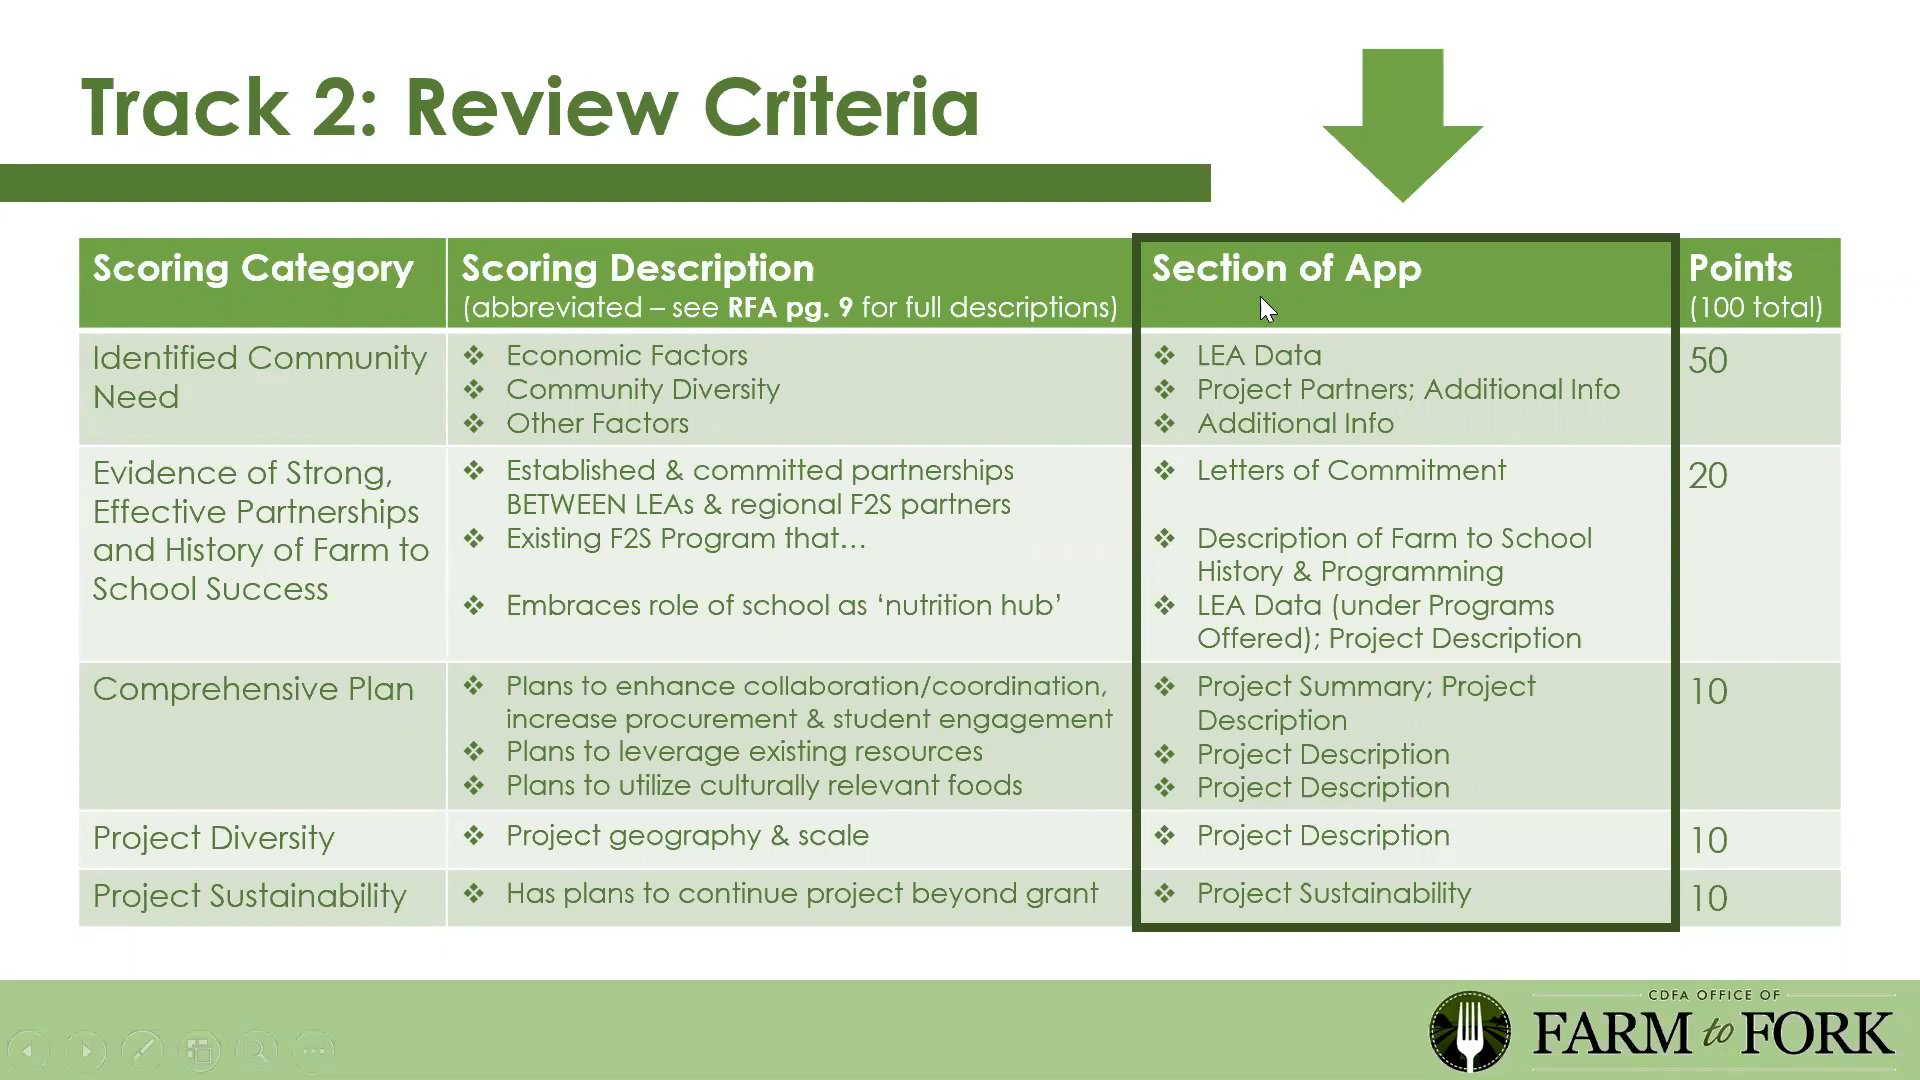 Track 2: Review Criteria
Scoring Category
Scoring Description
(abbreviated – see RFA pg. 9 for full descriptions)
Section of App
Points
(100 total)
Identified Community
Need
❖ Economic Factors
❖ Community Diversity
❖ Other Factors
❖ LEA Data
❖ Project Partners; Additional Info
❖ Additional Info
50
Evidence of Strong,
Effective Partnerships
and History of Farm to
School Success
❖ Established & committed partnerships
BETWEEN LEAs & regional F2S partners
❖ Existing F2S Program that…
❖ Embraces role of school as ‘nutrition hub’
❖ Letters of Commitment
❖ Description of Farm to School
History & Programming
❖ LEA Data (under Programs
Offered); Project Description
20
Comprehensive Plan
❖ Plans to enhance collaboration/coordination,
increase procurement & student engagement
❖ Plans to leverage existing resources
❖ Plans to utilize culturally relevant foods
❖ Project Summary; Project
Description
❖ Project Description
❖ Project Description
10
Project Diversity
❖ Project geography & scale
❖ Project Description
10
Project Sustainability
❖ Has plans to continue project beyond grant
❖ Project Sustainability
10
CDFA OFFICE OF
FARM to FORK